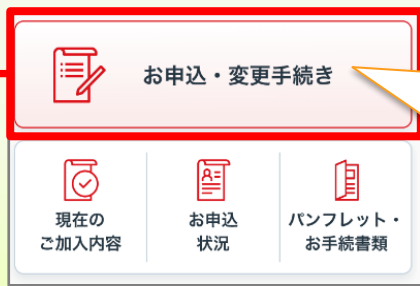 お申込・変更手続き
現在の
ご加入内容
お申込
状況
パンフレット・
お手続書類